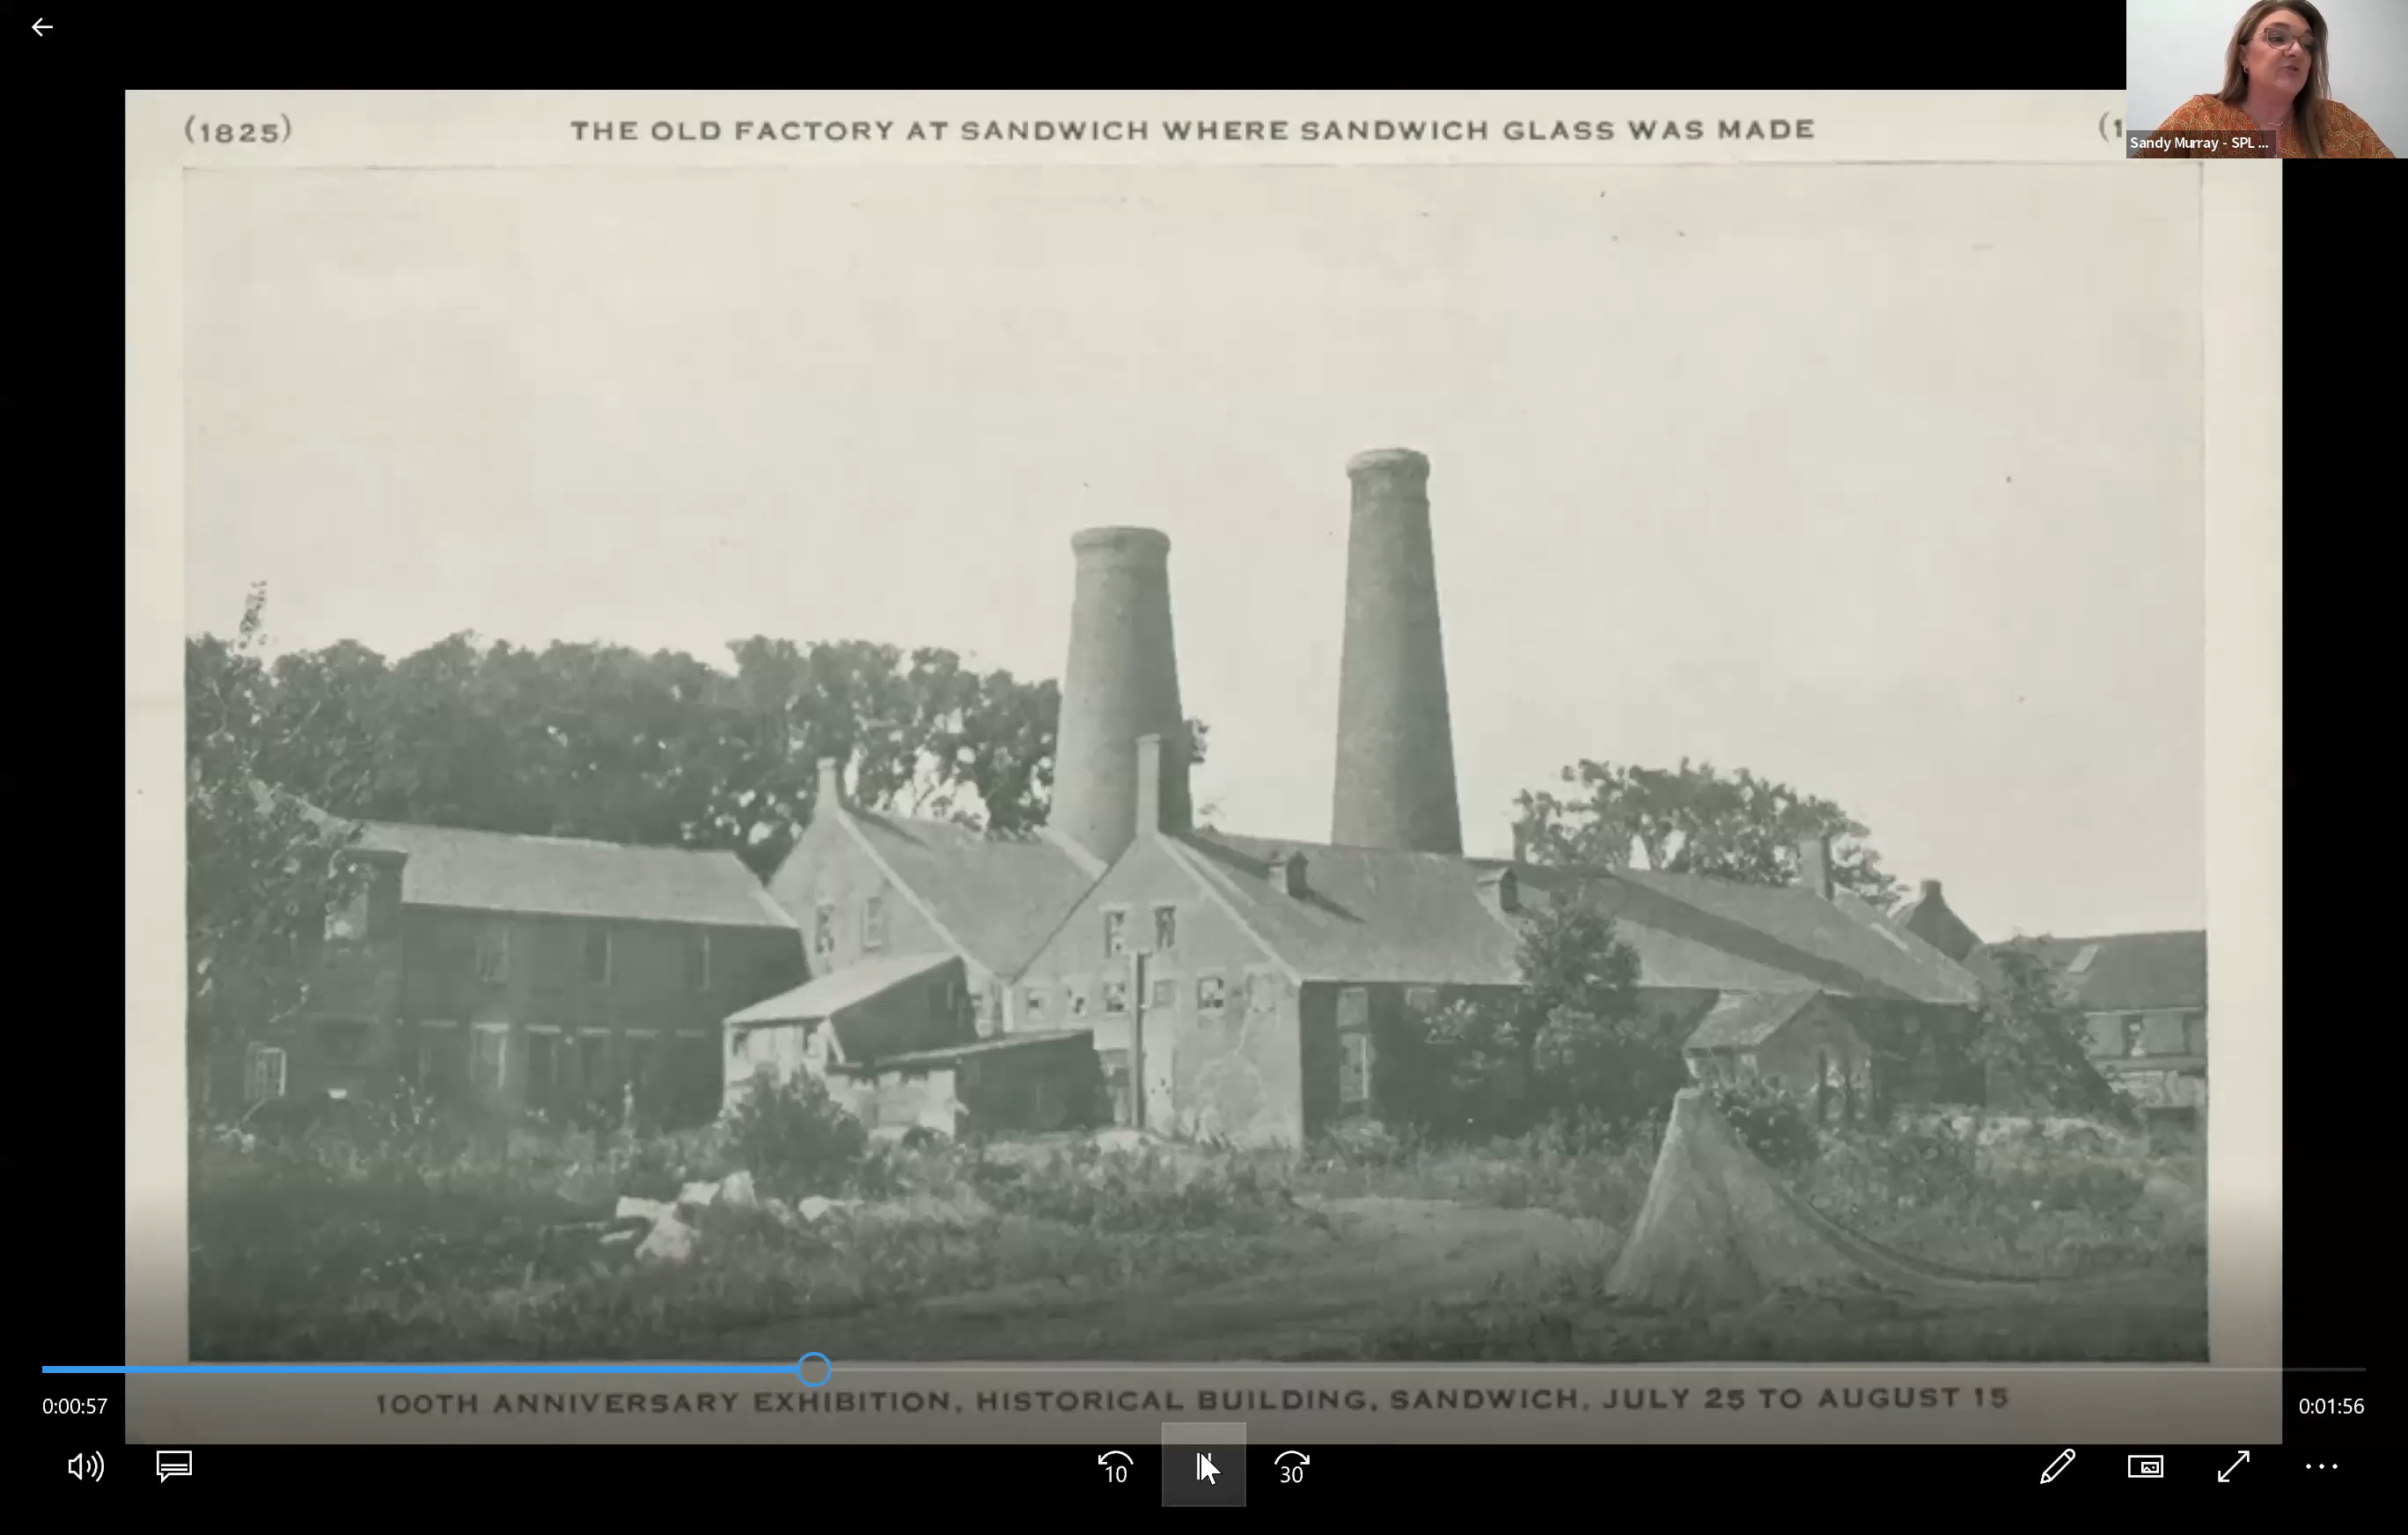 (1825)
THE OLD FACTORY AT SANDWICH WHERE SANDWICH GLASS WAS MADE
(1
Sandy Murray - SPL ...
0:00:57
100TH ANNIVERSARY EXHIBITION, HISTORICAL BUILDING, SANDWICH, JULY 25 TO AUGUST 15
0:01:56
10
30